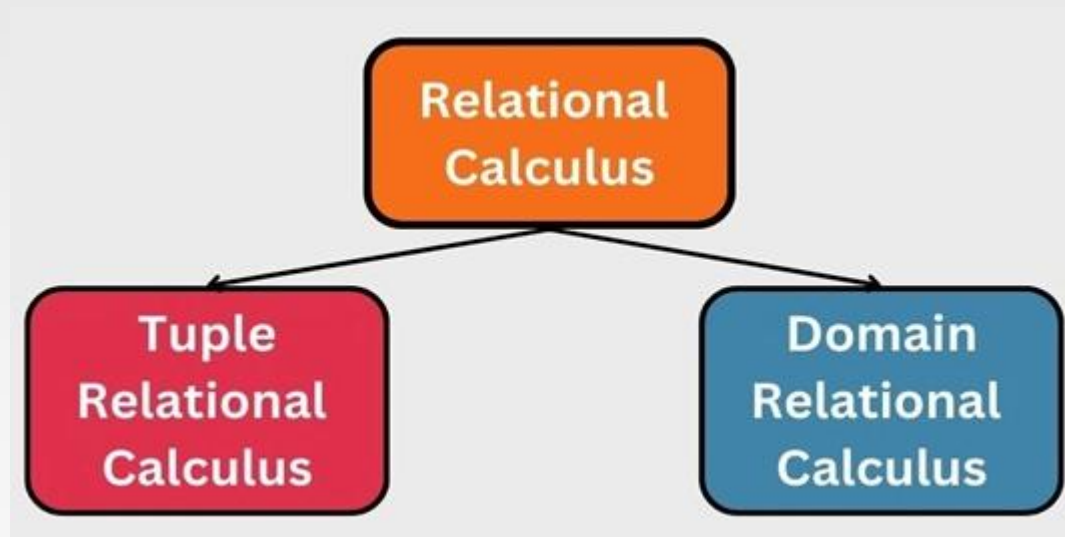 Relational
Calculus
Tuple
Relational
Calculus
Domain
Relational
Calculus